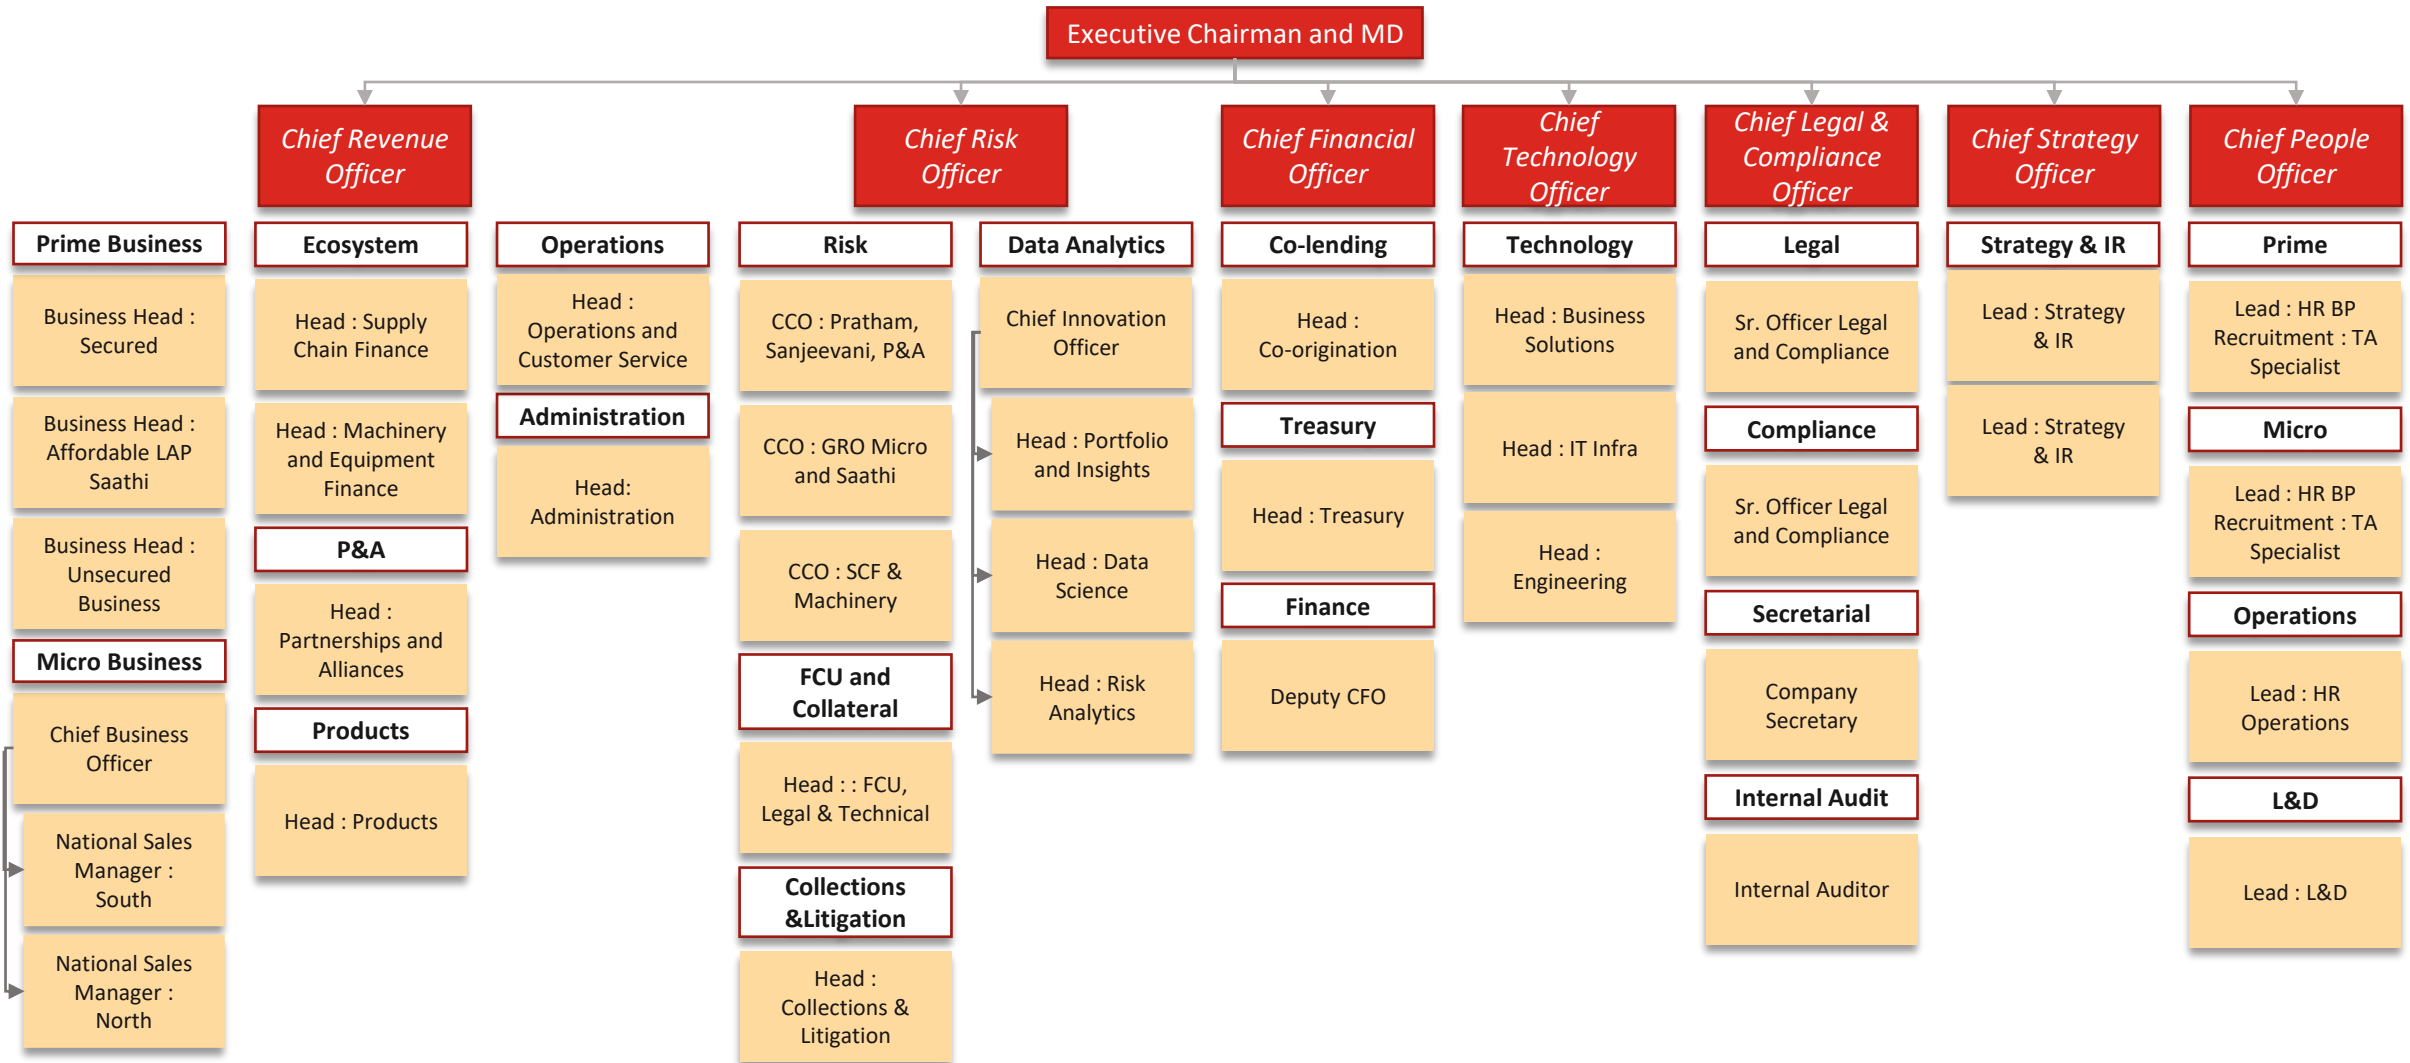 Executive Chairman and MD
Chief Revenue
Officer
Chief Risk
Officer
Chief Financial
Officer
Chief
Technology
Officer
Chief Legal &
Compliance
Officer
Chief Strategy
Officer
Chief People
Officer
Prime Business
Business Head :
Secured
Business Head :
Affordable LAP
Saathi
Business Head :
Unsecured
Business
Micro Business
Chief Business
Officer
National Sales
Manager :
South
National Sales
Manager :
North
Ecosystem
Head : Supply
Chain Finance
Head : Machinery
and Equipment
Finance
P&A
Head :
Partnerships and
Alliances
Products
Head : Products
Operations
Head :
Operations and
Customer Service
Administration
Head:
Administration
Risk
CCO : Pratham,
Sanjeevani, P&A
CCO : GRO Micro
and Saathi
CCO : SCF &
Machinery
FCU and
Collateral
Head : : FCU,
Legal & Technical
Collections
&Litigation
Head :
Collections &
Litigation
Data Analytics
Chief Innovation
Officer
Head : Portfolio
and Insights
Head : Data
Science
Head : Risk
Analytics
Co-lending
Head :
Co-origination
Treasury
Head : Treasury
Finance
Deputy CFO
Technology
Head : Business
Solutions
Head : IT Infra
Head :
Engineering
Legal
Sr. Officer Legal
and Compliance
Compliance
Sr. Officer Legal
and Compliance
Secretarial
Company
Secretary
Internal Audit
Internal Auditor
Strategy & IR
Lead : Strategy
& IR
Lead : Strategy
& IR
Prime
Lead : HR BP
Recruitment : TA
Specialist
Micro
Lead : HR BP
Recruitment : TA
Specialist
Operations
Lead : HR
Operations
L&D
Lead : L&D